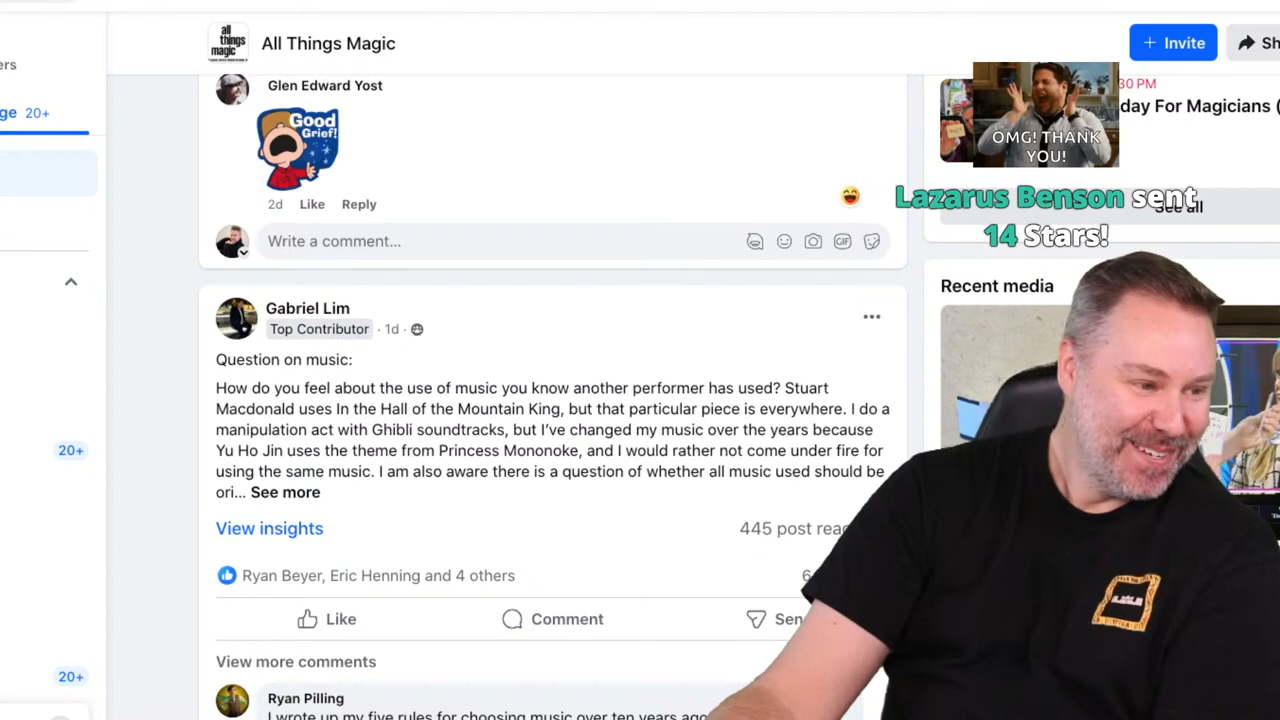 ers
ge 20+
20+
20+
all
things
magic
All Things Magic
+ Invite
Sh
Glen Edward Yost
Good
Grief!
2d Like Reply
Write a comment...
GIF
30 PM
day For Magicians (
OMG! THANK
YOU!
See all
Lazarus Benson sent
14 Stars!
Recent media
Gabriel Lim
Top Contributor · 1d ·
Question on music:
How do you feel about the use of music you know another performer has used? Stuart
Macdonald uses In the Hall of the Mountain King, but that particular piece is everywhere. I do a
manipulation act with Ghibli soundtracks, but I've changed my music over the years because
Yu Ho Jin uses the theme from Princess Mononoke, and I would rather not come under fire for
using the same music. I am also aware there is a question of whether all music used should be
ori... See more
View insights
445 post reac
Ryan Beyer, Eric Henning and 4 others
6
Like Comment Sen
View more comments
Ryan Pilling
I wrote up my five rules for choosing music over ten years ago